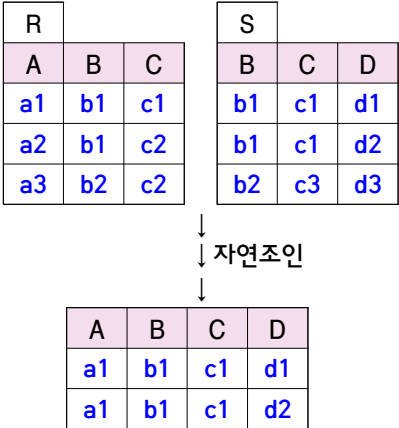 R S
A B C B C D
a1 b1 c1 b1 c1 d1
a2 b1 c2 b1 c1 d2
a3 b2 c2 b2 c3 d3
↓
↓ 자연조인
↓
A B C D
a1 b1 c1 d1
a1 b1 c1 d2